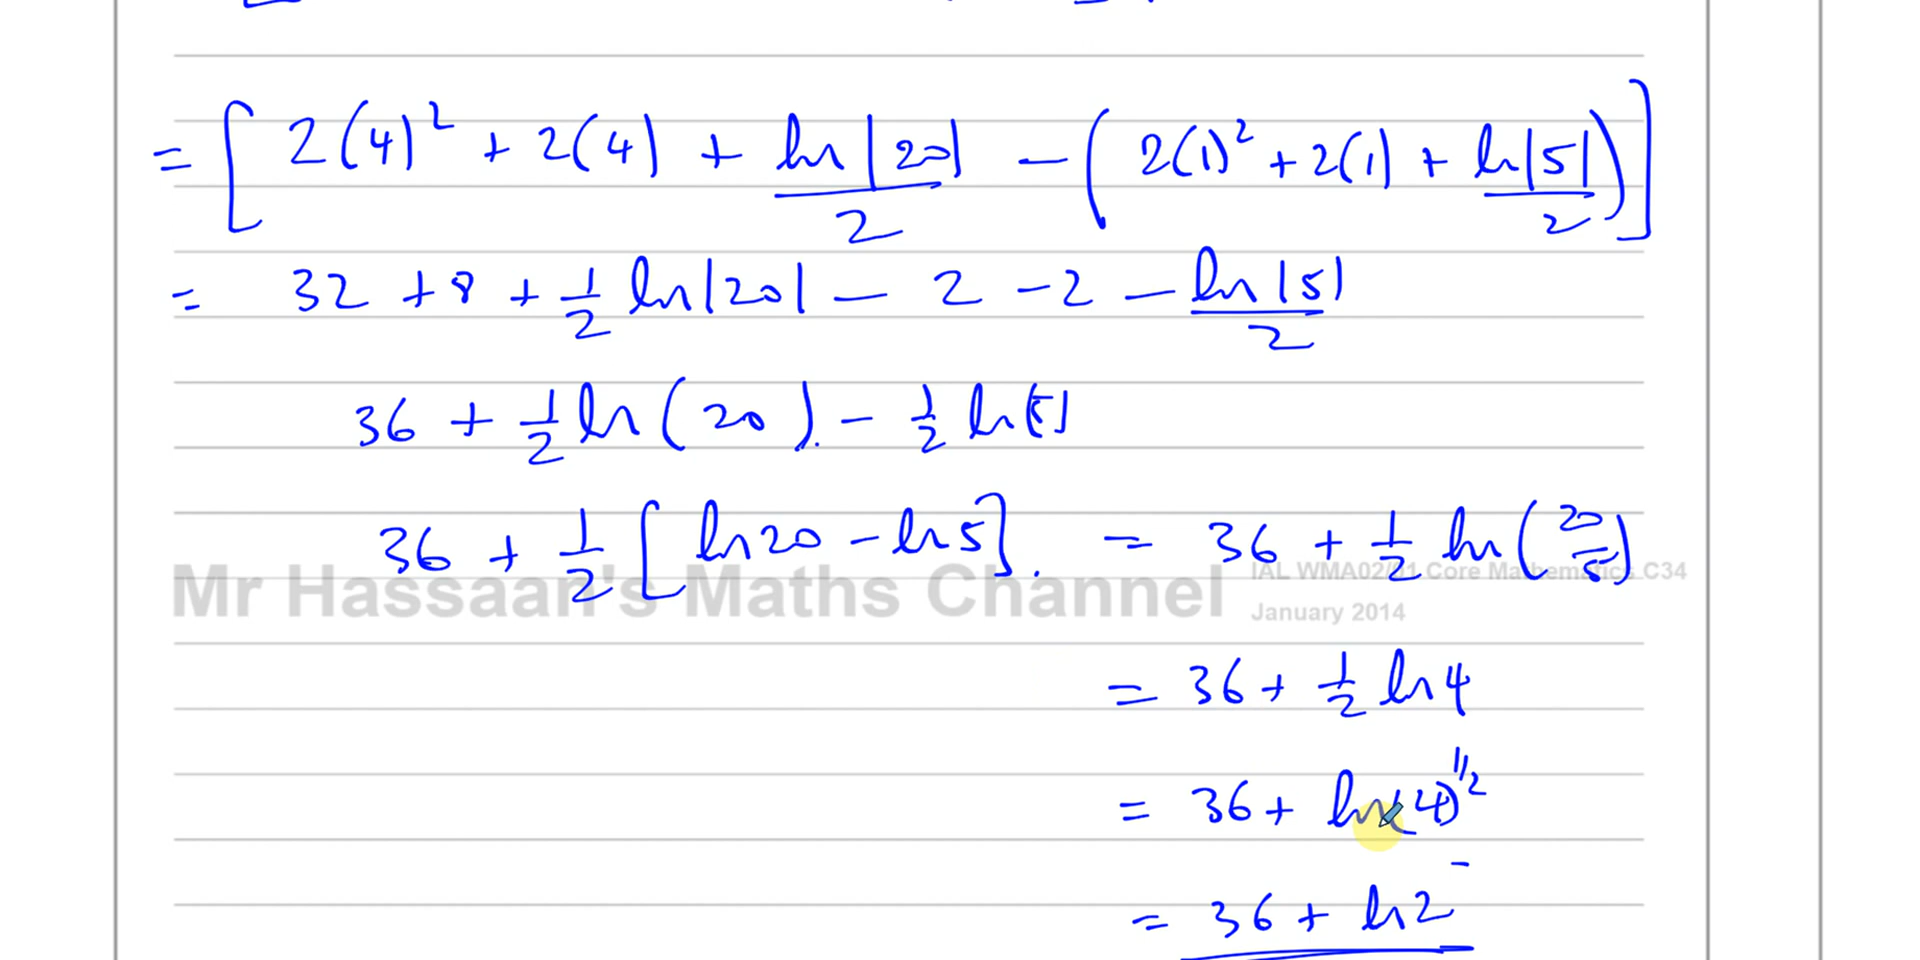 = [ 2(4)² + 2(4) + ln|20|/2 - ( 2(1)² + 2(1) + ln|5|/2 ) ]
= 32 + 8 + 1/2 ln|20| - 2 - 2 - ln|5|/2
36 + 1/2 ln(20). - 1/2 ln(5)
36 + 1/2 [ ln20 - ln5 ]. = 36 + 1/2 ln(20/5)
Mr Hassaan's Maths Channel
IAL WMA02/01 Core Mathematics C34
January 2014
= 36 + 1/2 ln4
= 36 + ln(4)^1/2
= 36 + ln2